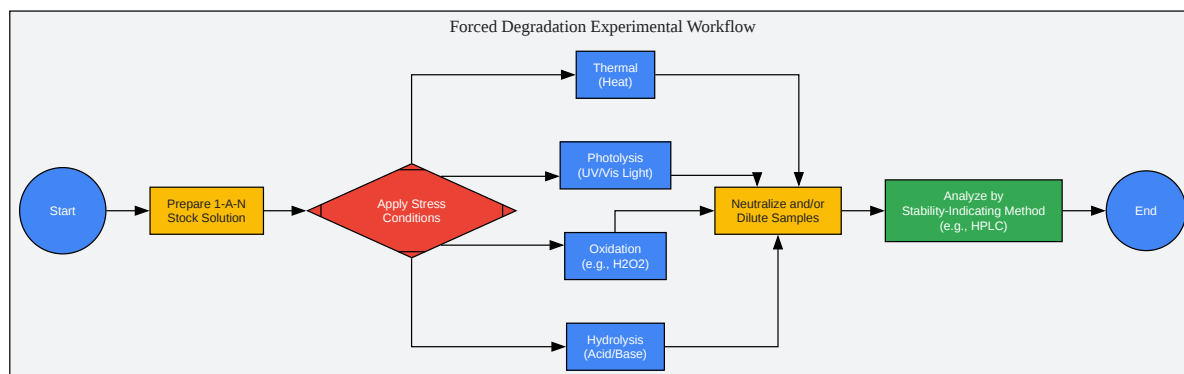 Forced Degradation Experimental Workflow
Start
Prepare 1-A-N
Stock Solution
Apply Stress
Conditions
Thermal
(Heat)
Photolysis
(UV/Vis Light)
Oxidation
(e.g., H2O2)
Hydrolysis
(Acid/Base)
Neutralize and/or
Dilute Samples
Analyze by
Stability-Indicating Method
(e.g., HPLC)
End